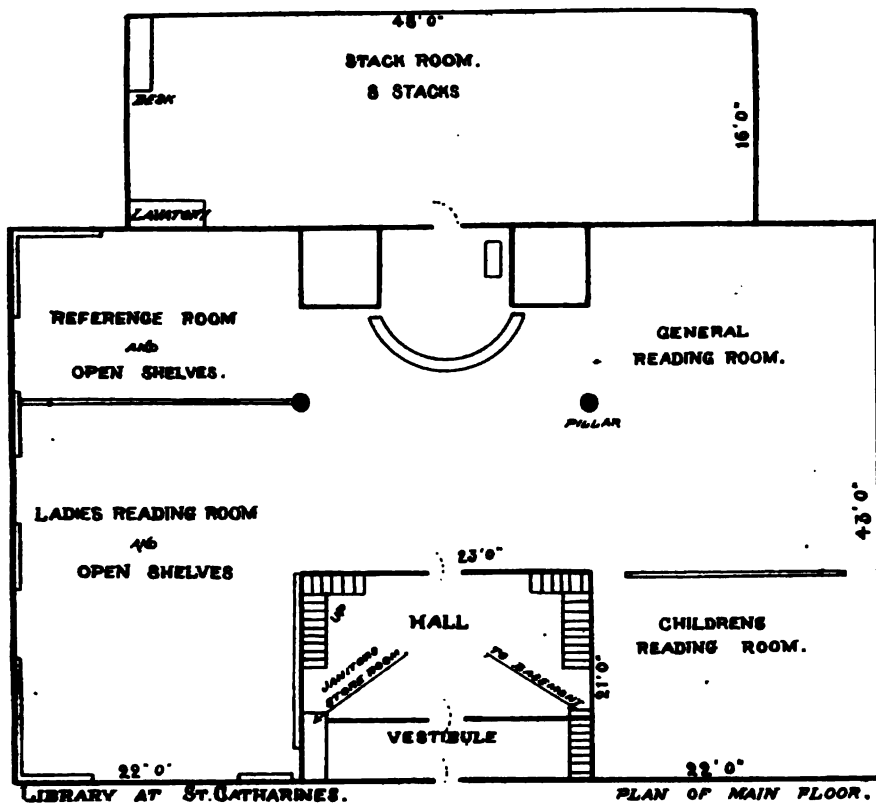 48'0"
STACK ROOM.
8 STACKS
DESK
16'0"
LAVATORY
REFERENCE ROOM
AND
OPEN SHELVES.
GENERAL
READING ROOM.
PILLAR
LADIES READING ROOM
AND
OPEN SHELVES
43'0"
23'0"
UP
HALL
CHILDRENS
READING ROOM.
JANITORS
STORE ROOM
TO BASEMENT
21'0"
VESTIBULE
22'0"
22'0"
LIBRARY AT ST. CATHARINES.
PLAN OF MAIN FLOOR.